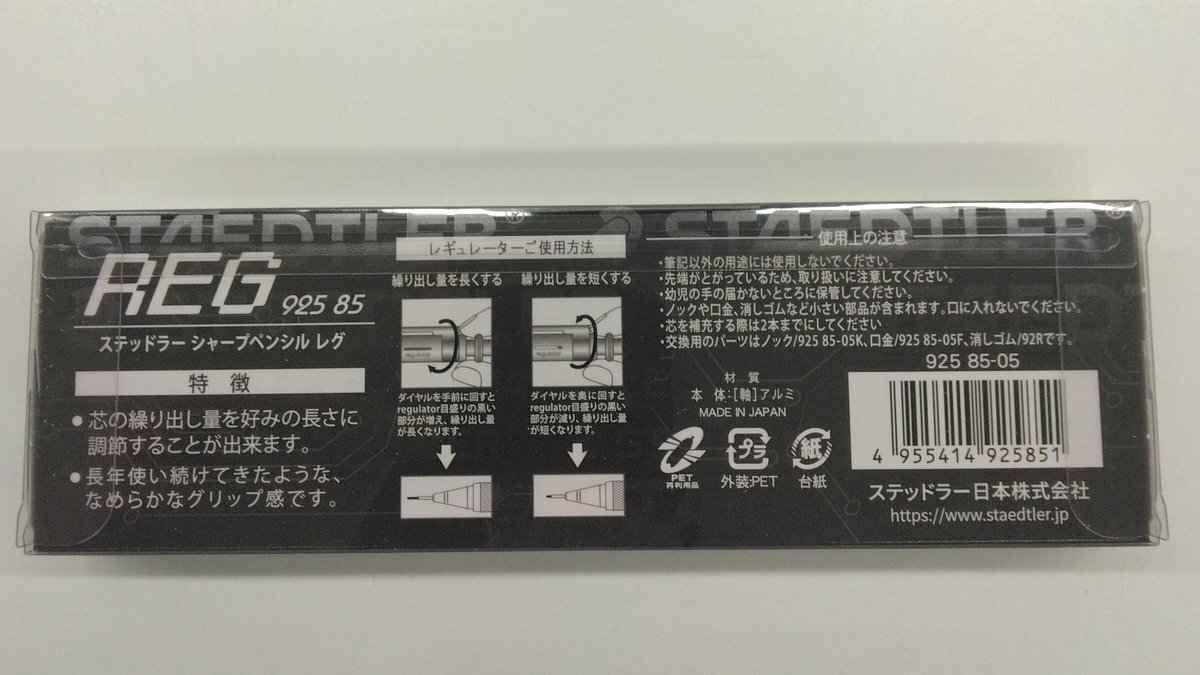 STAEDTLER® STAEDTLER®
REG 925 85
ステッドラー シャープペンシル レグ
特徴
●芯の繰り出し量を好みの長さに
調節することが出来ます。
●長年使い続けてきたような、
なめらかなグリップ感です。
レギュレーターご使用方法
繰り出し量を長くする
regulator
ダイヤルを手前に回すと
regulator目盛りの黒い
部分が増え、繰り出し量
が長くなります。
繰り出し量を短くする
regulator
ダイヤルを奥に回すと
regulator目盛りの黒い
部分が減り、繰り出し量
が短くなります。
使用上の注意
・筆記以外の用途には使用しないでください。
・先端がとがっているため、取り扱いに注意してください。
・幼児の手の届かないところに保管してください。
・ノックや口金、消しゴムなど小さい部品が含まれます。口に入れないでください。
・芯を補充する際は2本までにしてください
・交換用のパーツはノック/925 85-05K、口金/925 85-05F、消しゴム/92Rです。
材質
本体:[軸]アルミ
MADE IN JAPAN
PET
再利用品
プラ
外装:PET
紙
台紙
925 85-05
4 955414 925851
ステッドラー日本株式会社
https://www.staedtler.jp